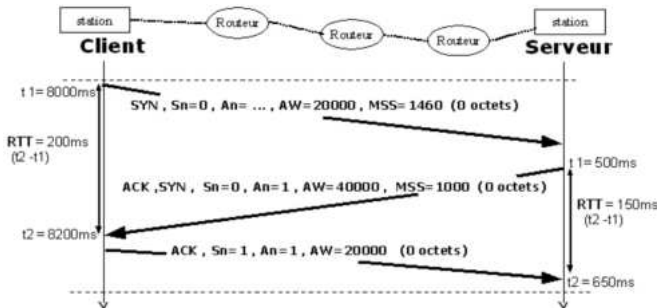 station
Routeur
Routeur
Routeur
station
Client
Serveur
t1=8000ms
SYN , Sn=0 , An= ... , AW=20000 , MSS=1460 (0 octets)
RTT = 200ms
(t2 -t1)
t1=500ms
ACK ,SYN , Sn=0 , An=1 , AW=40000 , MSS=1000 (0 octets)
RTT = 150ms
(t2-t1)
t2=8200ms
ACK , Sn=1 , An=1 , AW=20000 (0 octets)
t2 = 650ms